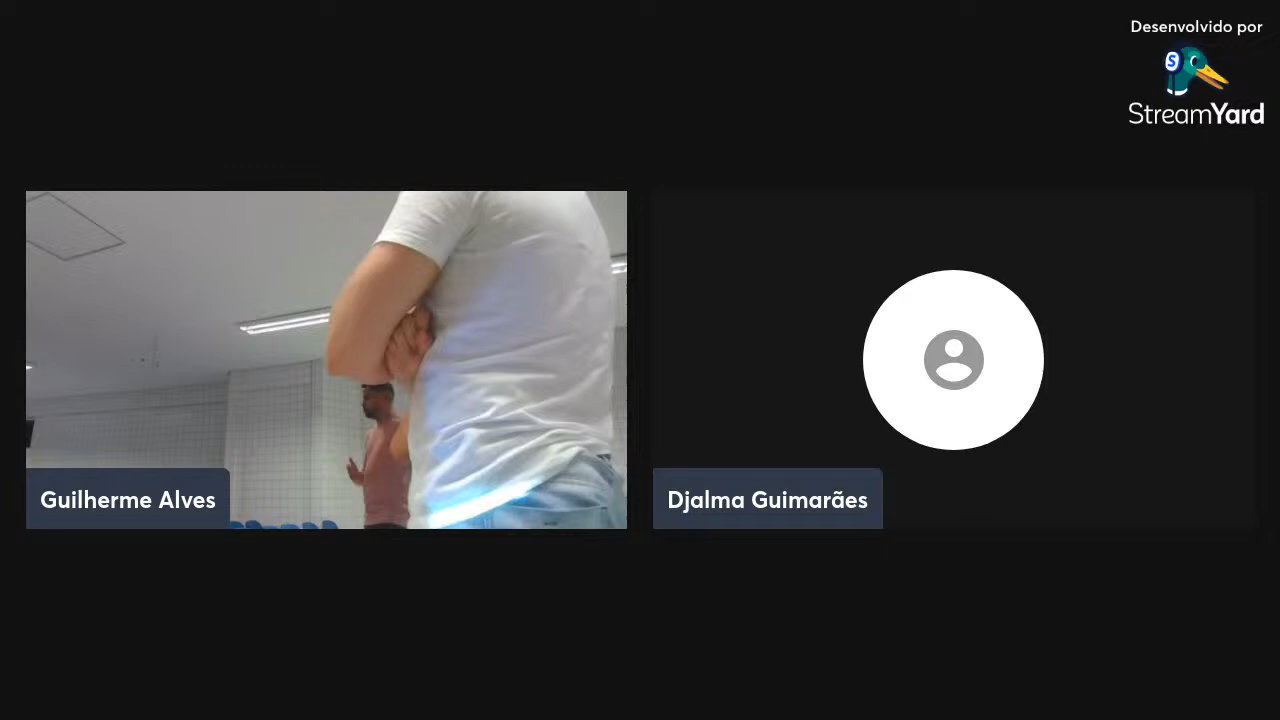 Desenvolvido por
S
StreamYard
Guilherme Alves
Djalma Guimarães